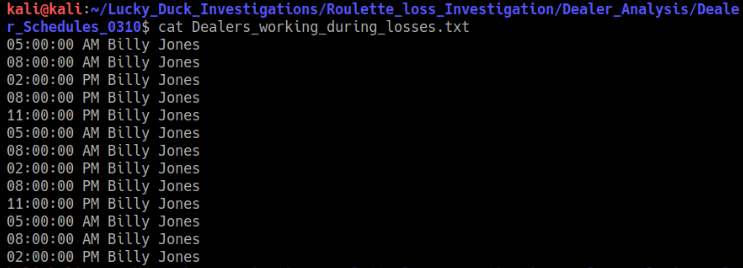 kali@kali:~/Lucky_Duck_Investigations/Roulette_loss_Investigation/Dealer_Analysis/Deale
r_Schedules_0310$ cat Dealers_working_during_losses.txt
05:00:00 AM Billy Jones
08:00:00 AM Billy Jones
02:00:00 PM Billy Jones
08:00:00 PM Billy Jones
11:00:00 PM Billy Jones
05:00:00 AM Billy Jones
08:00:00 AM Billy Jones
02:00:00 PM Billy Jones
08:00:00 PM Billy Jones
11:00:00 PM Billy Jones
05:00:00 AM Billy Jones
08:00:00 AM Billy Jones
02:00:00 PM Billy Jones